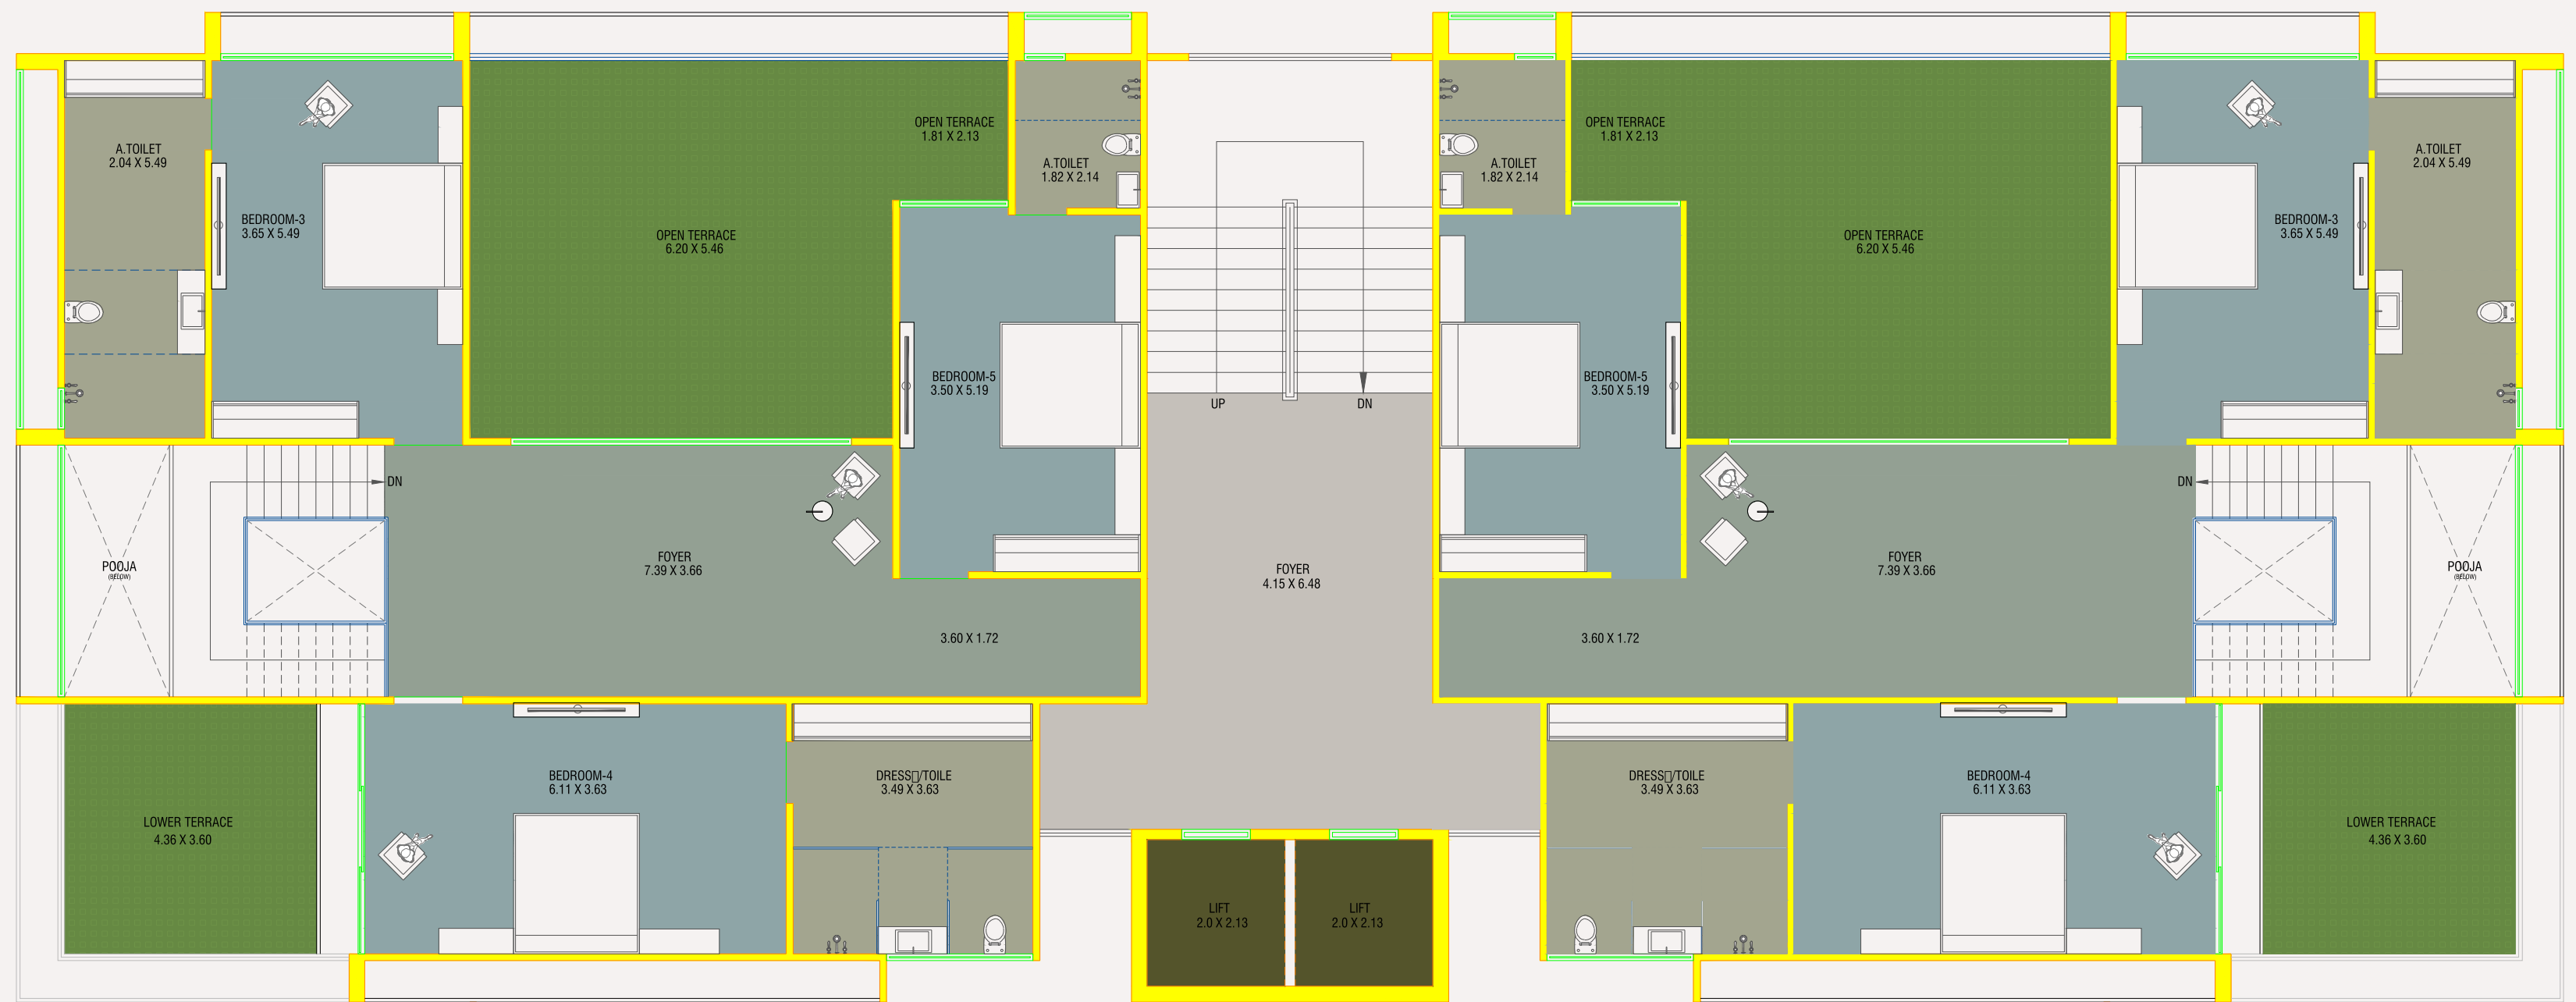 OPEN TERRACE
1.81 X 2.13
OPEN TERRACE
1.81 X 2.13
A.TOILET
2.04 X 5.49
A.TOILET
1.82 X 2.14
A.TOILET
1.82 X 2.14
A.TOILET
2.04 X 5.49
BEDROOM-3
3.65 X 5.49
OPEN TERRACE
6.20 X 5.46
OPEN TERRACE
6.20 X 5.46
BEDROOM-3
3.65 X 5.49
BEDROOM-5
3.50 X 5.19
UP
DN
BEDROOM-5
3.50 X 5.19
DN
DN
POOJA
(BELOW)
FOYER
7.39 X 3.66
FOYER
4.15 X 6.48
FOYER
7.39 X 3.66
POOJA
(BELOW)
3.60 X 1.72
3.60 X 1.72
LOWER TERRACE
4.36 X 3.60
BEDROOM-4
6.11 X 3.63
DRESS▯/TOILE
3.49 X 3.63
DRESS▯/TOILE
3.49 X 3.63
BEDROOM-4
6.11 X 3.63
LOWER TERRACE
4.36 X 3.60
LIFT
2.0 X 2.13
LIFT
2.0 X 2.13